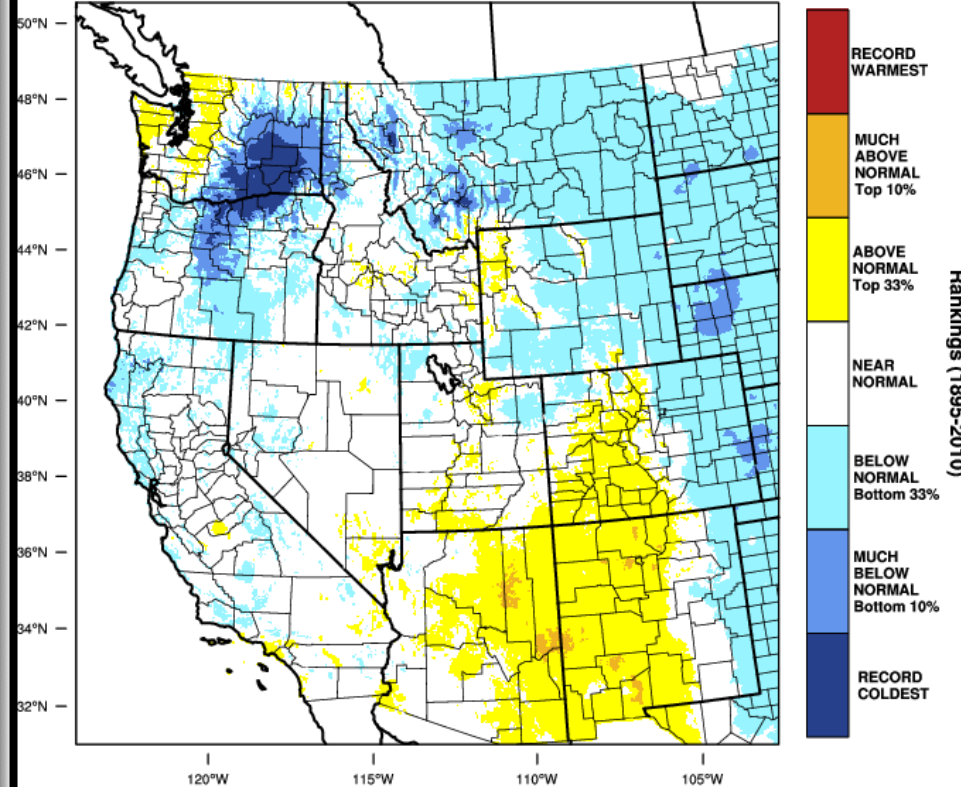 50°N
48°N
46°N
44°N
42°N
40°N
38°N
36°N
34°N
32°N
120°W
115°W
110°W
105°W
RECORD
WARMEST
MUCH
ABOVE
NORMAL
Top 10%
ABOVE
NORMAL
Top 33%
NEAR
NORMAL
BELOW
NORMAL
Bottom 33%
MUCH
BELOW
NORMAL
Bottom 10%
RECORD
COLDEST
Rankings (1895-2010)